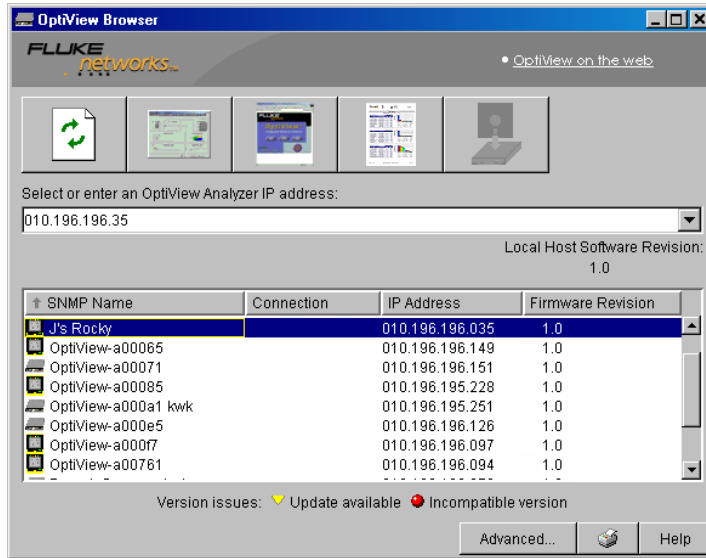 OptiView Browser
FLUKE
networks™
• OptiView on the web
Select or enter an OptiView Analyzer IP address:
010.196.196.35
Local Host Software Revision:
1.0
SNMP Name Connection IP Address Firmware Revision
J's Rocky 010.196.196.035 1.0
OptiView-a00065 010.196.196.149 1.0
OptiView-a00071 010.196.196.151 1.0
OptiView-a00085 010.196.195.228 1.0
OptiView-a000a1 kwk 010.196.195.251 1.0
OptiView-a000e5 010.196.196.126 1.0
OptiView-a000f7 010.196.196.097 1.0
OptiView-a00761 010.196.196.094 1.0
Version issues: Update available Incompatible version
Advanced... Help